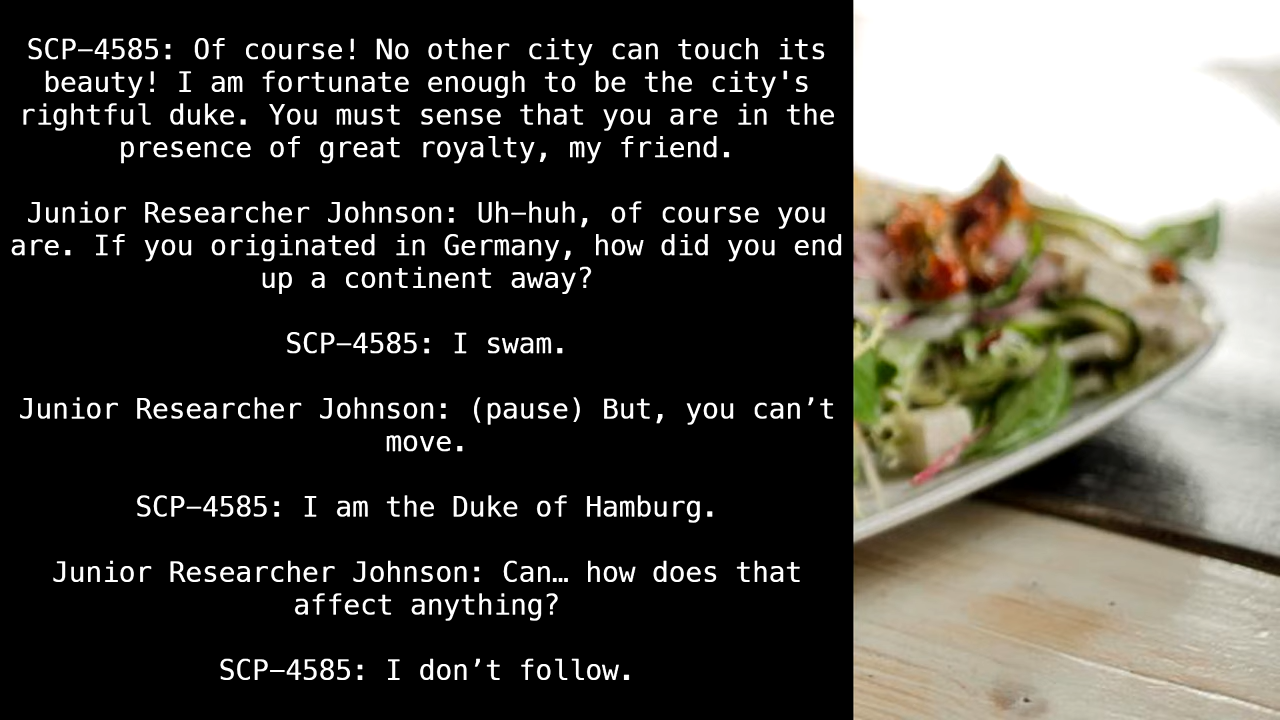 SCP–4585: Of course! No other city can touch its
beauty! I am fortunate enough to be the city's
rightful duke. You must sense that you are in the
presence of great royalty, my friend.
Junior Researcher Johnson: Uh–huh, of course you
are. If you originated in Germany, how did you end
up a continent away?
SCP–4585: I swam.
Junior Researcher Johnson: (pause) But, you can’t
move.
SCP–4585: I am the Duke of Hamburg.
Junior Researcher Johnson: Can… how does that
affect anything?
SCP–4585: I don’t follow.